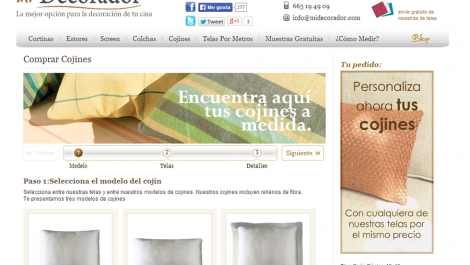 mi Decorador
La mejor opción para la decoración de tu casa
Me gusta 277
Twitter
Suscribir
663 19 49 09
info@midecorador.com
envío gratuito de
muestras de telas
Cortinas Estores Screen Colchas Cojines Telas Por Metros Muestras Gratuitas ¿Cómo Medir? Blog
Comprar Cojines
Encuentra aquí
tus cojines a
medida.
Volver
1 2 3
Modelo Telas Detalles
Siguiente »
Paso 1:Selecciona el modelo del cojín
Selecciona entre nuestras telas y entre nuestros modelos de cojines. Nuestros cojines incluyen rellenos de fibra.
Te presentamos tres modelos de cojines
Tu pedido:
Personaliza
ahora tus
cojines
Con cualquiera de
nuestras telas por
el mismo precio